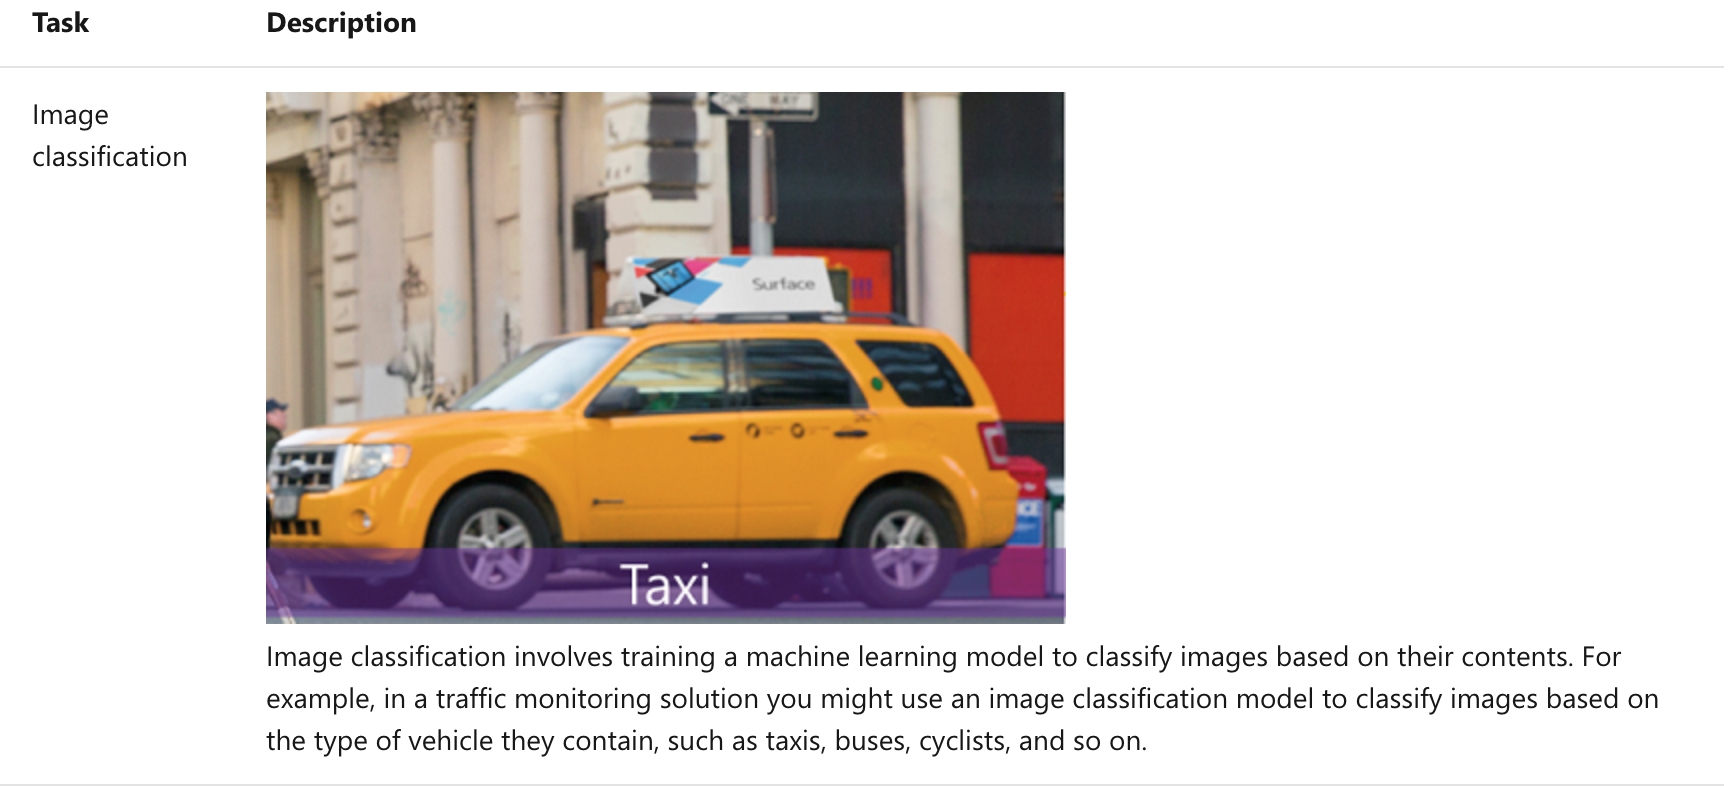 Task
Description
Image
classification
ONE WAY
Surface
Taxi
Image classification involves training a machine learning model to classify images based on their contents. For
example, in a traffic monitoring solution you might use an image classification model to classify images based on
the type of vehicle they contain, such as taxis, buses, cyclists, and so on.